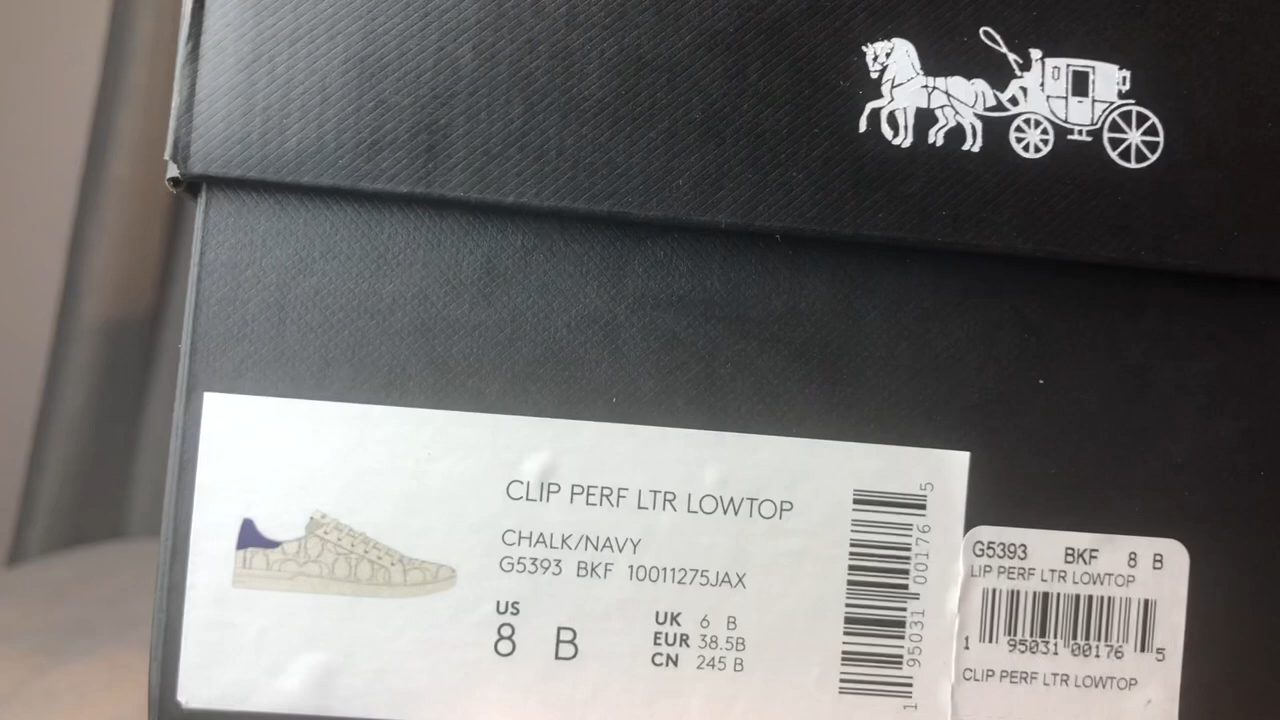 CLIP PERF LTR LOWTOP
CHALK/NAVY
G5393 BKF 10011275JAX
US
8 B
UK 6 B
EUR 38.5B
CN 245 B
1 95031 00176 5
G5393 BKF 8 B
LIP PERF LTR LOWTOP
1 95031 00176 5
CLIP PERF LTR LOWTOP